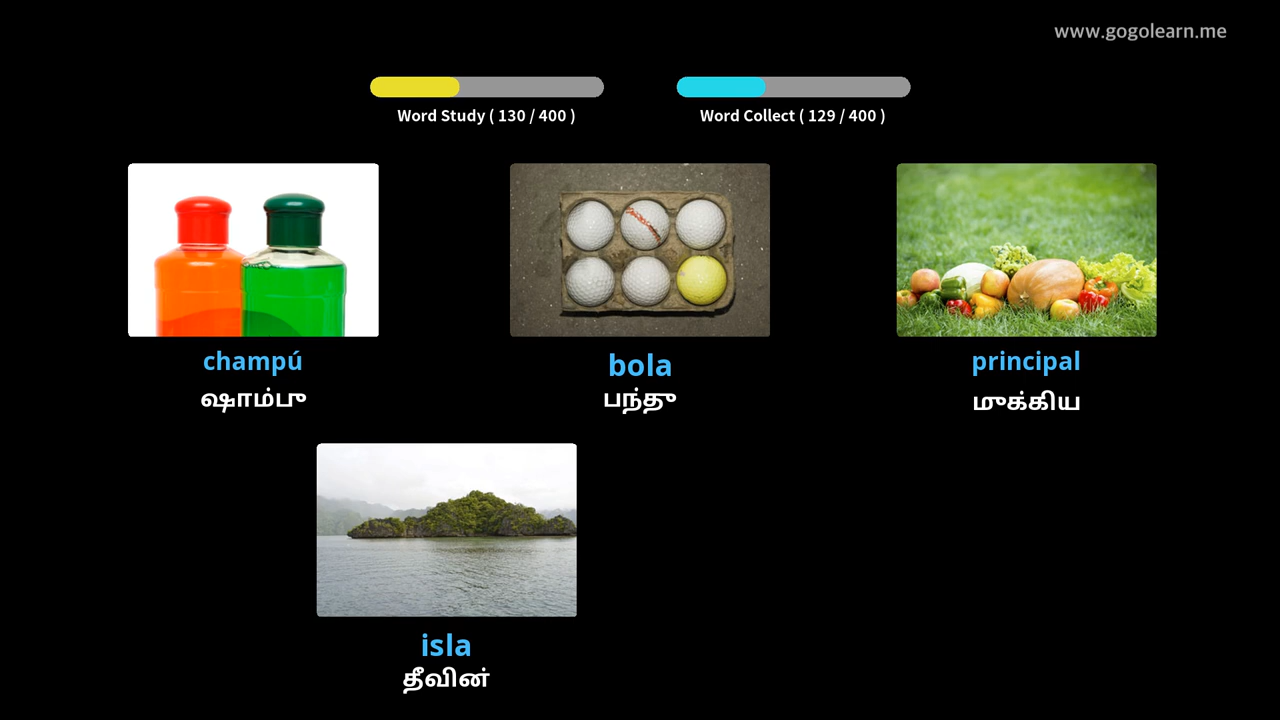 www.gogolearn.me
Word Study ( 130 / 400 )
Word Collect ( 129 / 400 )
champú
ஷாம்பு
bola
பந்து
principal
முக்கிய
isla
தீவின்